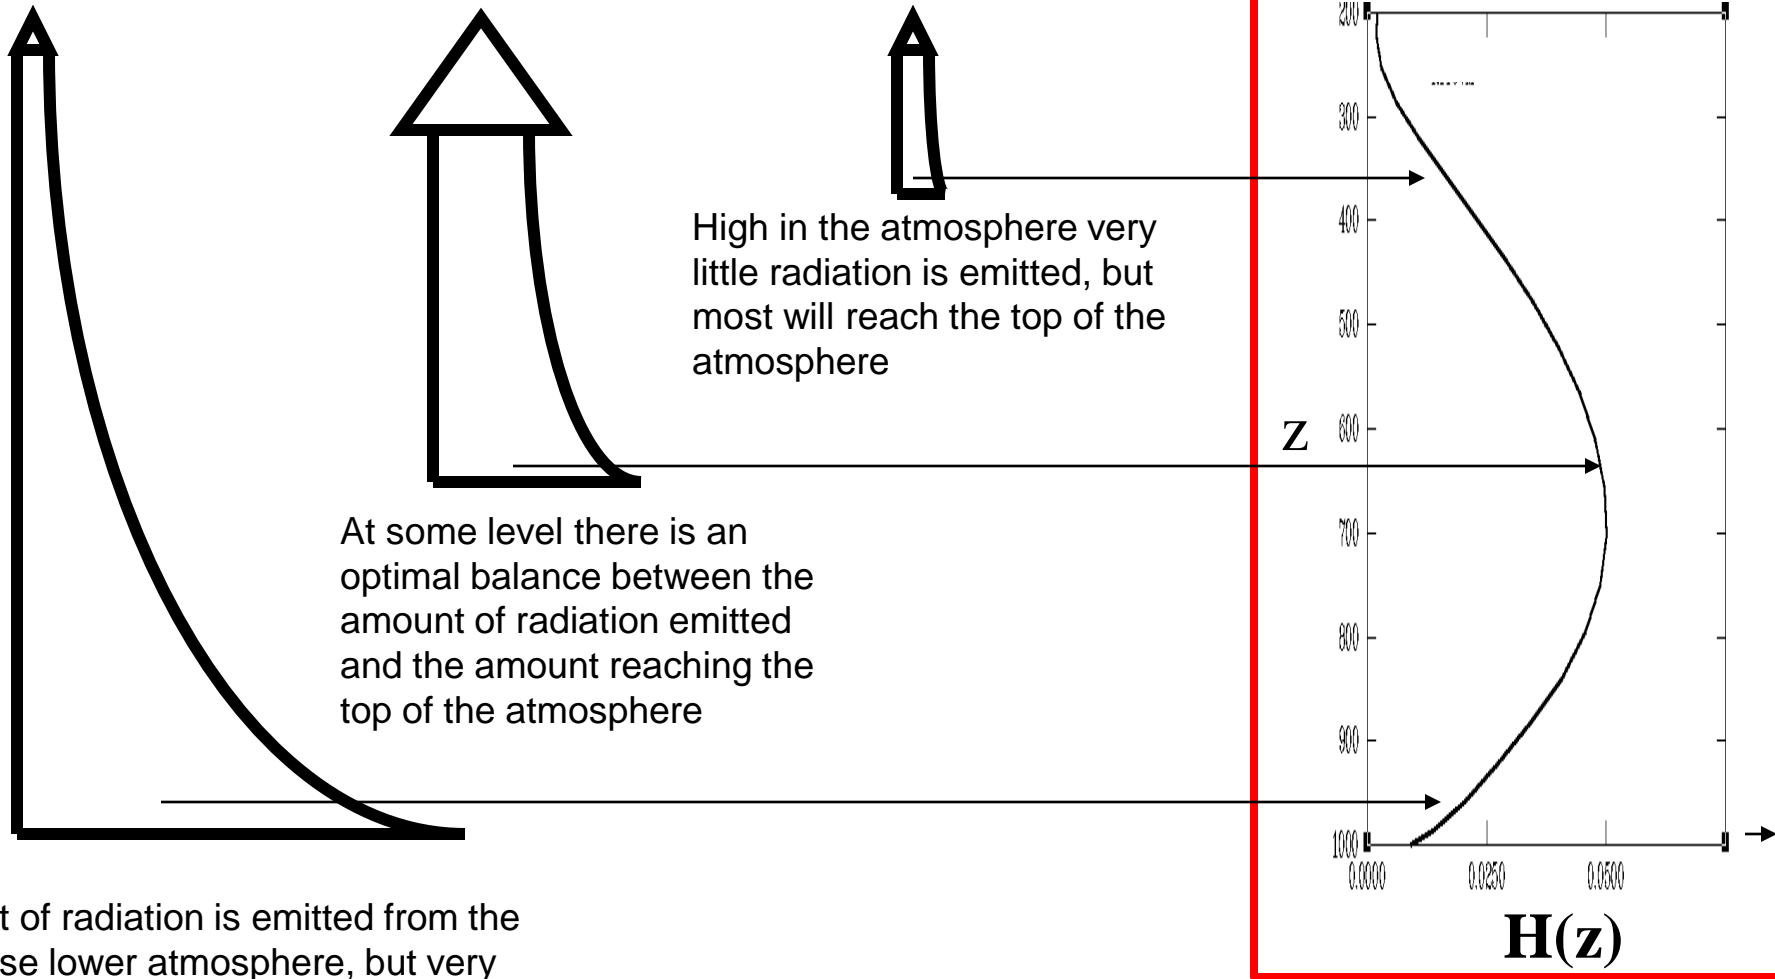 High in the atmosphere very
little radiation is emitted, but
most will reach the top of the
atmosphere
At some level there is an
optimal balance between the
amount of radiation emitted
and the amount reaching the
top of the atmosphere
t of radiation is emitted from the
se lower atmosphere, but very
z
200
300
400
500
600
700
800
900
1000
0.0000 0.0250 0.0500
H(z)